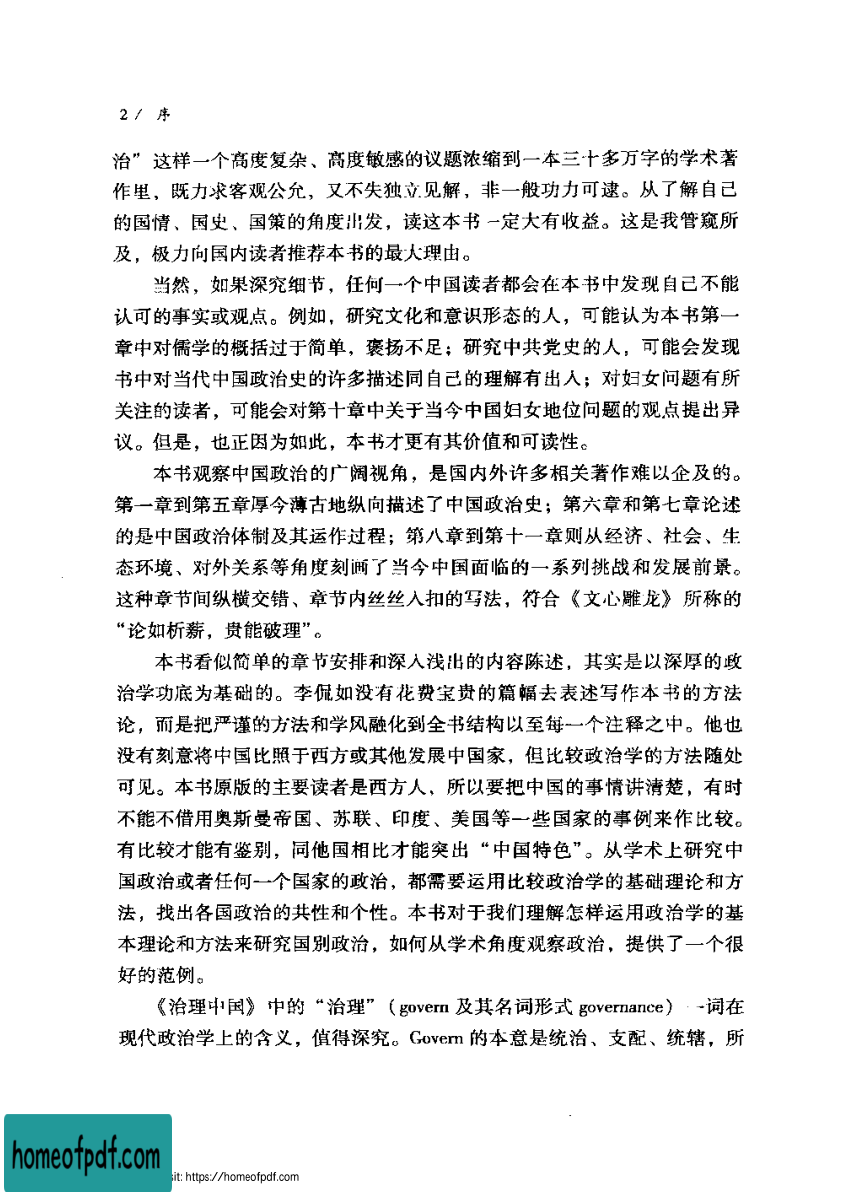 2 / 序
治”这样一个高度复杂、高度敏感的议题浓缩到一本三十多万字的学术著
作里，既力求客观公允，又不失独立见解，非一般功力可逮。从了解自己
的国情、国史、国策的角度出发，读这本书一定大有收益。这是我管窥所
及，极力向国内读者推荐本书的最大理由。
当然，如果深究细节，任何一个中国读者都会在本书中发现自己不能
认可的事实或观点。例如，研究文化和意识形态的人，可能认为本书第一
章中对儒学的概括过于简单，褒扬不足；研究中共党史的人，可能会发现
书中对当代中国政治史的许多描述同自己的理解有出入；对妇女问题有所
关注的读者，可能会对第十章中关于当今中国妇女地位问题的观点提出异
议。但是，也正因为如此，本书才更有其价值和可读性。
本书观察中国政治的广阔视角，是国内外许多相关著作难以企及的。
第一章到第五章厚今薄古地纵向描述了中国政治史；第六章和第七章论述
的是中国政治体制及其运作过程；第八章到第十一章则从经济、社会、生
态环境、对外关系等角度刻画了当今中国面临的一系列挑战和发展前景。
这种章节间纵横交错、章节内丝丝入扣的写法，符合《文心雕龙》所称的
“论如析薪，贵能破理”。
本书看似简单的章节安排和深入浅出的内容陈述，其实是以深厚的政
治学功底为基础的。李侃如没有花费宝贵的篇幅去表述写作本书的方法
论，而是把严谨的方法和学风融化到全书结构以至每一个注释之中。他也
没有刻意将中国比照于西方或其他发展中国家，但比较政治学的方法随处
可见。本书原版的主要读者是西方人，所以要把中国的事情讲清楚，有时
不能不借用奥斯曼帝国、苏联、印度、美国等一些国家的事例来作比较。
有比较才能有鉴别，同他国相比才能突出“中国特色”。从学术上研究中
国政治或者任何一个国家的政治，都需要运用比较政治学的基础理论和方
法，找出各国政治的共性和个性。本书对于我们理解怎样运用政治学的基
本理论和方法来研究国别政治，如何从学术角度观察政治，提供了一个很
好的范例。
《治理中国》中的“治理”（govern 及其名词形式 governance）一词在
现代政治学上的含义，值得深究。Govern 的本意是统治、支配、统辖，所
homeofpdf.com
sit: https://homeofpdf.com